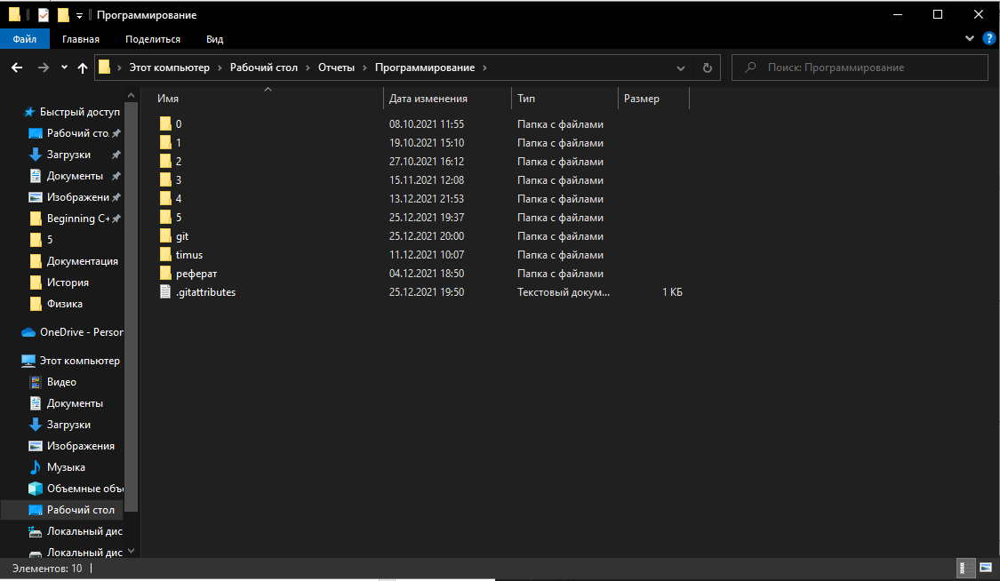 Программирование
Файл Главная Поделиться Вид
Этот компьютер Рабочий стол Отчеты Программирование Поиск: Программирование
Имя Дата изменения Тип Размер
0 08.10.2021 11:55 Папка с файлами
1 19.10.2021 15:10 Папка с файлами
2 27.10.2021 16:12 Папка с файлами
3 15.11.2021 12:08 Папка с файлами
4 13.12.2021 21:53 Папка с файлами
5 25.12.2021 19:37 Папка с файлами
git 25.12.2021 20:00 Папка с файлами
timus 11.12.2021 10:07 Папка с файлами
реферат 04.12.2021 18:50 Папка с файлами
.gitattributes 25.12.2021 19:50 Текстовый докум... 1 КБ
Быстрый доступ
Рабочий сто.
Загрузки
Документы
Изображени
Beginning C+
5
Документация
История
Физика
OneDrive - Person
Этот компьютер
Видео
Документы
Загрузки
Изображения
Музыка
Объемные объ
Рабочий стол
Локальный дис
Локальный дис
Элементов: 10